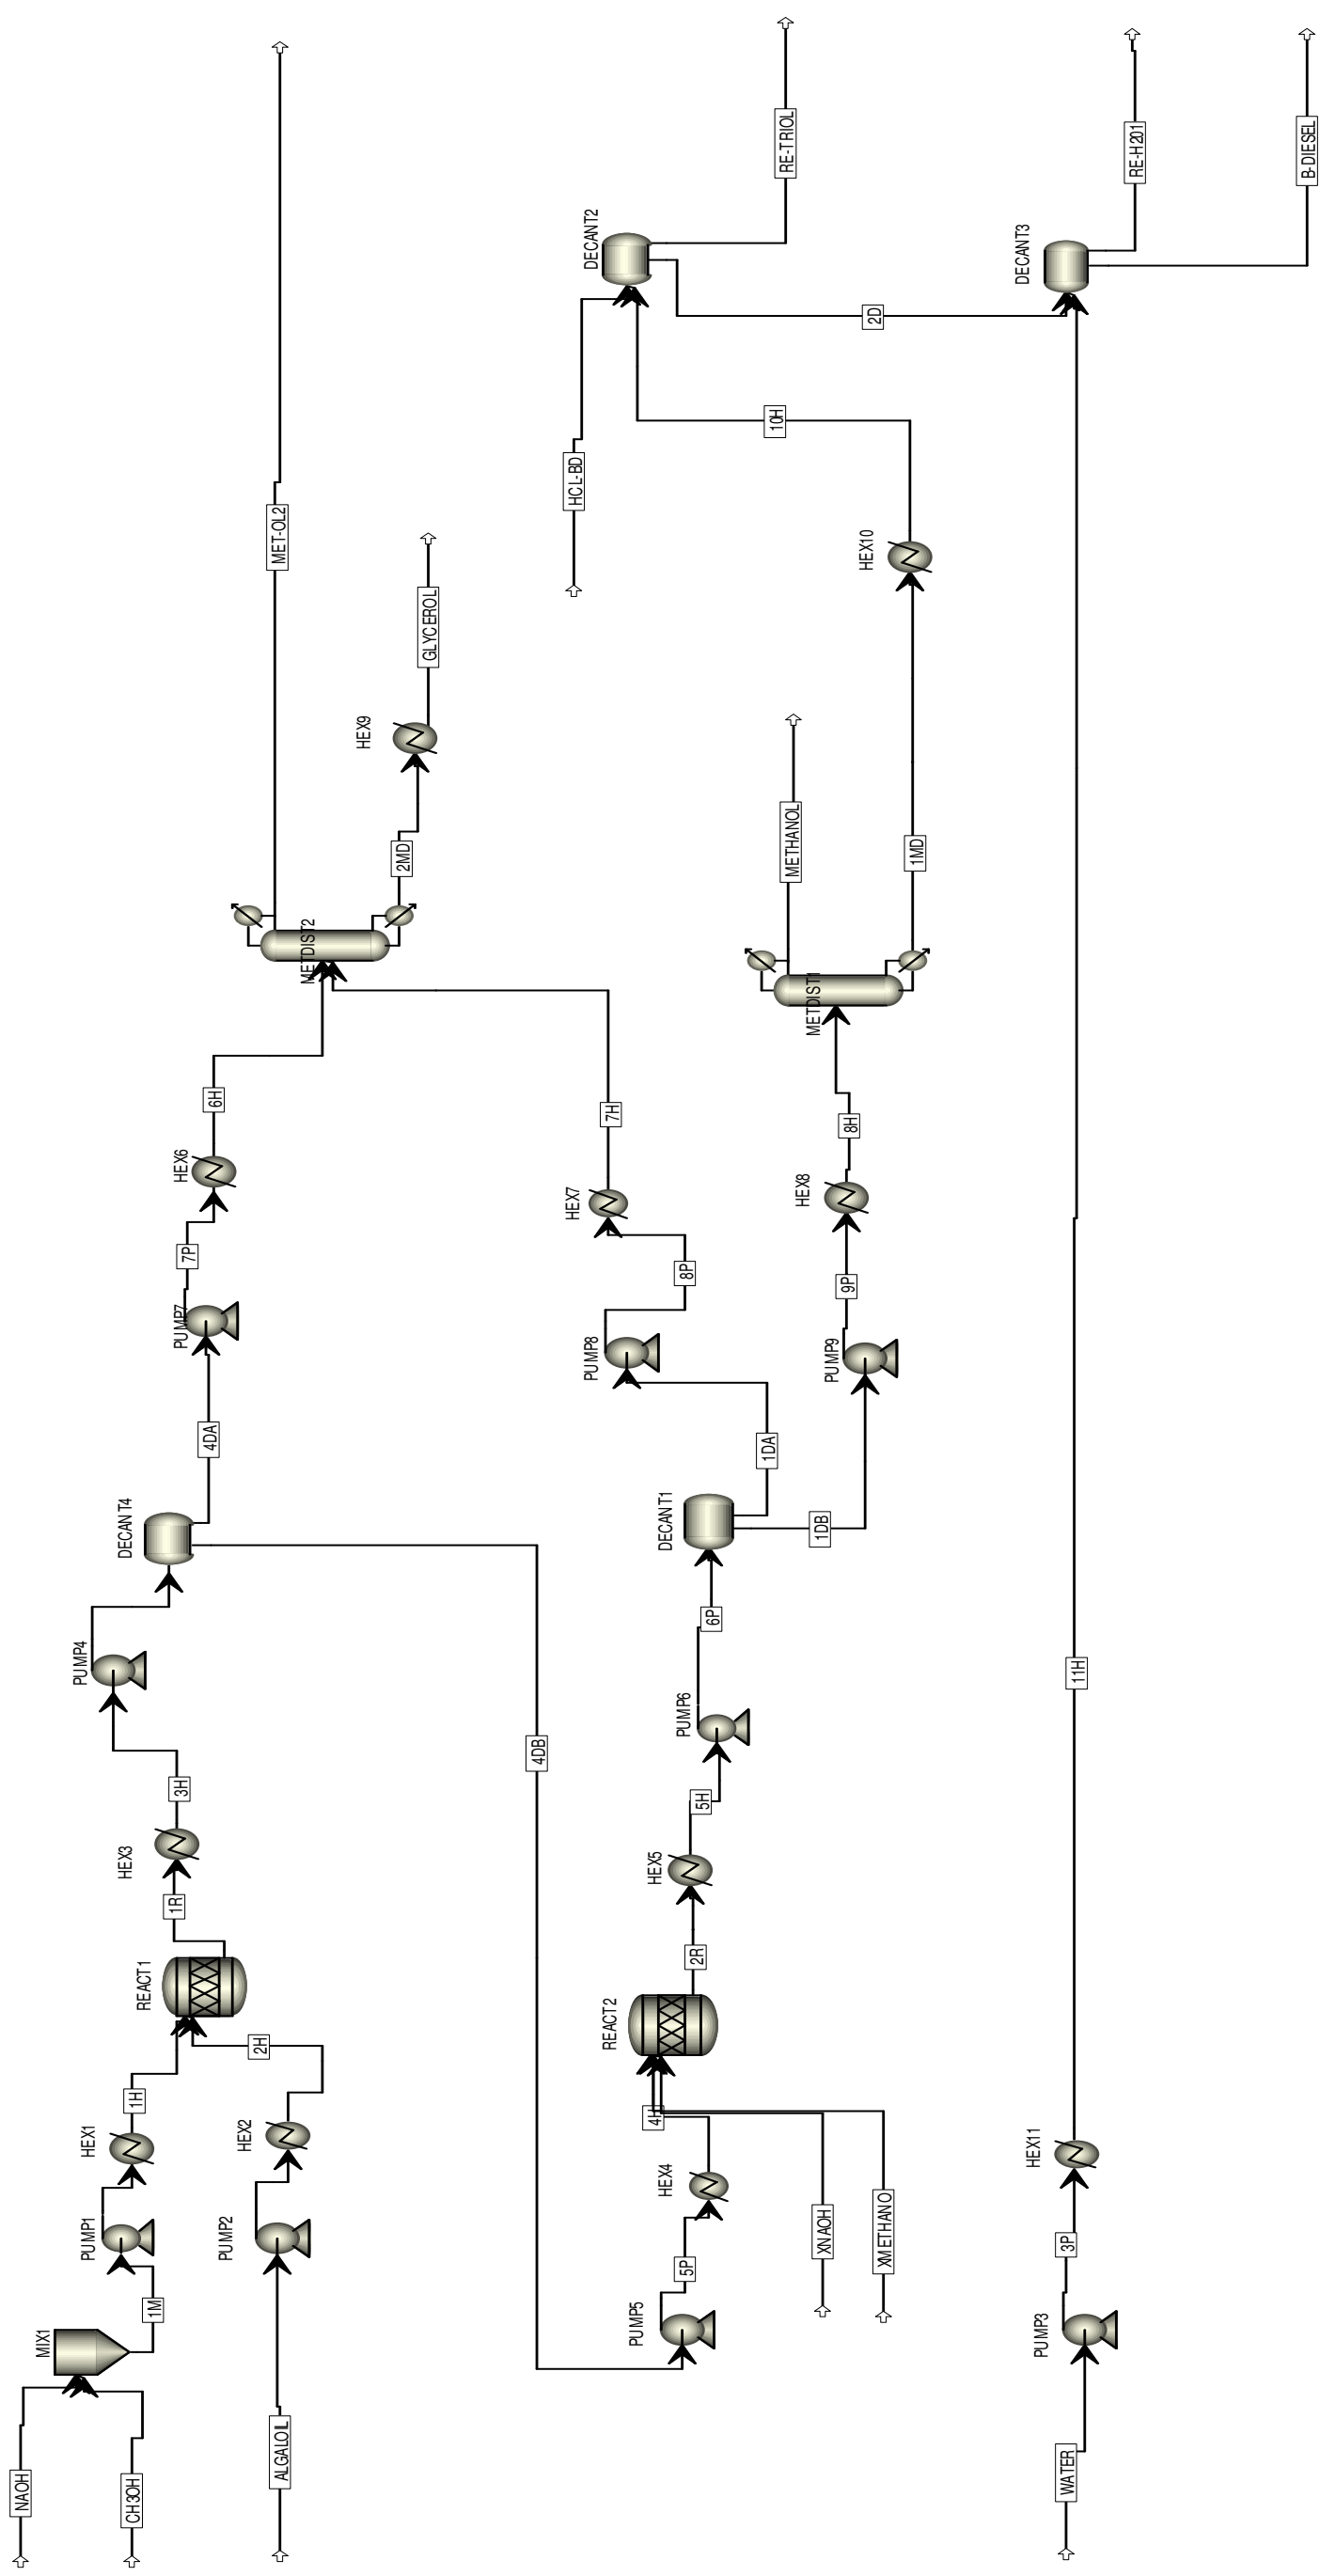 NAOH
CH3OH
ALGALOIL
MIX1
1M
PUMP1
HEX1
1H
PUMP2
HEX2
2H
REACT1
1R
HEX3
3H
PUMP4
DECANT4
4DA
PUMP7
7P
HEX6
6H
METDIST2
MET-OL2
2MD
HEX9
GLYCEROL
4DB
PUMP5
5P
HEX4
4H
XNAOH
XMETHANO
REACT2
2R
HEX5
5H
PUMP6
6P
DECANT1
1DA
PUMP8
8P
HEX7
7H
1DB
PUMP9
9P
HEX8
8H
METDIST1
METHANOL
1MD
HEX10
10H
HCL-BD
DECANT2
RE-TRIOL
2D
WATER
PUMP3
3P
HEX11
11H
DECANT3
RE-H201
B-DIESEL